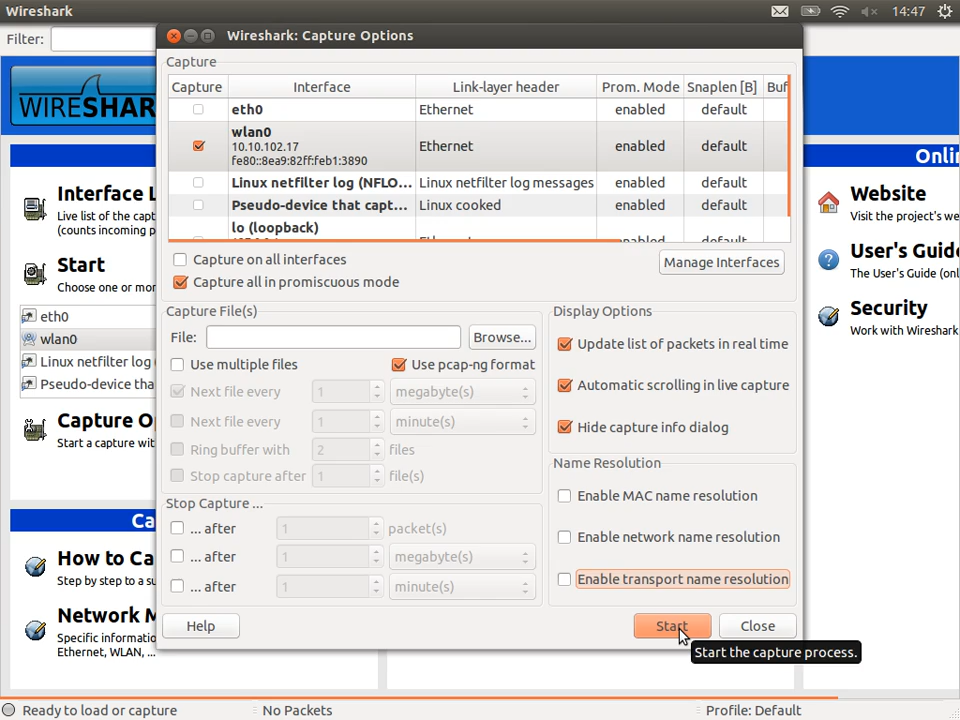 Wireshark
14:47
Filter:
Wireshark: Capture Options
WIRESHAR
Capture
Capture Interface Link-layer header Prom. Mode Snaplen [B] Buf
eth0 Ethernet enabled default
wlan0
10.10.102.17
fe80::8ea9:82ff:feb1:3890
Ethernet enabled default
Linux netfilter log (NFLO... Linux netfilter log messages enabled default
Pseudo-device that capt... Linux cooked enabled default
lo (loopback)
Ethernet enabled default
Capture on all interfaces
Manage Interfaces
Capture all in promiscuous mode
Capture File(s)
File: Browse...
Use multiple files Use pcap-ng format
Next file every 1 megabyte(s)
Next file every 1 minute(s)
Ring buffer with 2 files
Stop capture after 1 file(s)
Stop Capture ...
... after 1 packet(s)
... after 1 megabyte(s)
... after 1 minute(s)
Display Options
Update list of packets in real time
Automatic scrolling in live capture
Hide capture info dialog
Name Resolution
Enable MAC name resolution
Enable network name resolution
Enable transport name resolution
Help Start Close
Start the capture process.
Interface L
Live list of the cap
(counts incoming p
Start
Choose one or mor
eth0
wlan0
Linux netfilter log
Pseudo-device tha
Capture Op
Start a capture wit
Ca
How to Ca
Step by step to a su
Network M
Specific informatio
Ethernet, WLAN, ...
Onli
Website
Visit the project's we
User's Guide
The User's Guide (onl
Security
Work with Wireshark
Ready to load or capture No Packets Profile: Default